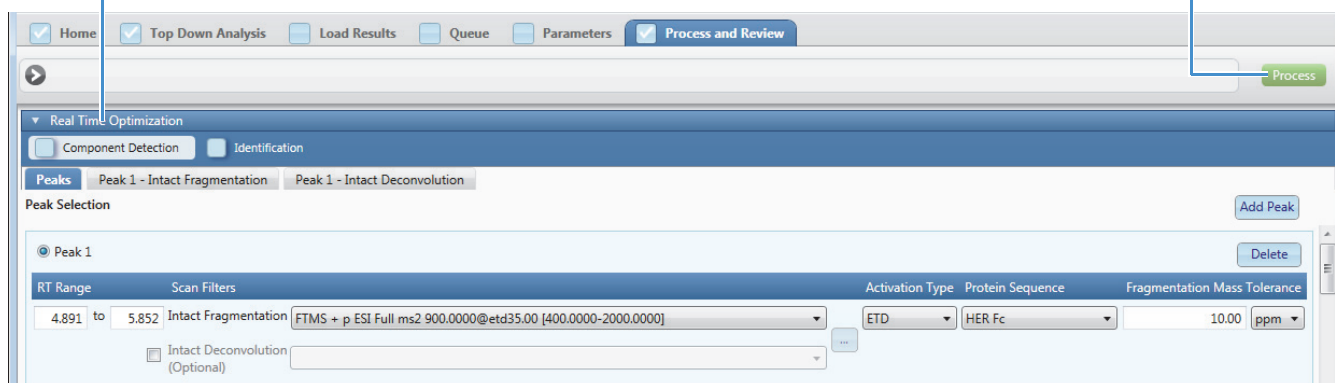 Home Top Down Analysis Load Results Queue Parameters Process and Review
Process
Real Time Optimization
Component Detection Identification
Peaks Peak 1 - Intact Fragmentation Peak 1 - Intact Deconvolution
Peak Selection Add Peak
Peak 1 Delete
RT Range Scan Filters Activation Type Protein Sequence Fragmentation Mass Tolerance
4.891 to 5.852 Intact Fragmentation FTMS + p ESI Full ms2 900.0000@etd35.00 [400.0000-2000.0000] ETD HER Fc 10.00 ppm
...
Intact Deconvolution
(Optional)